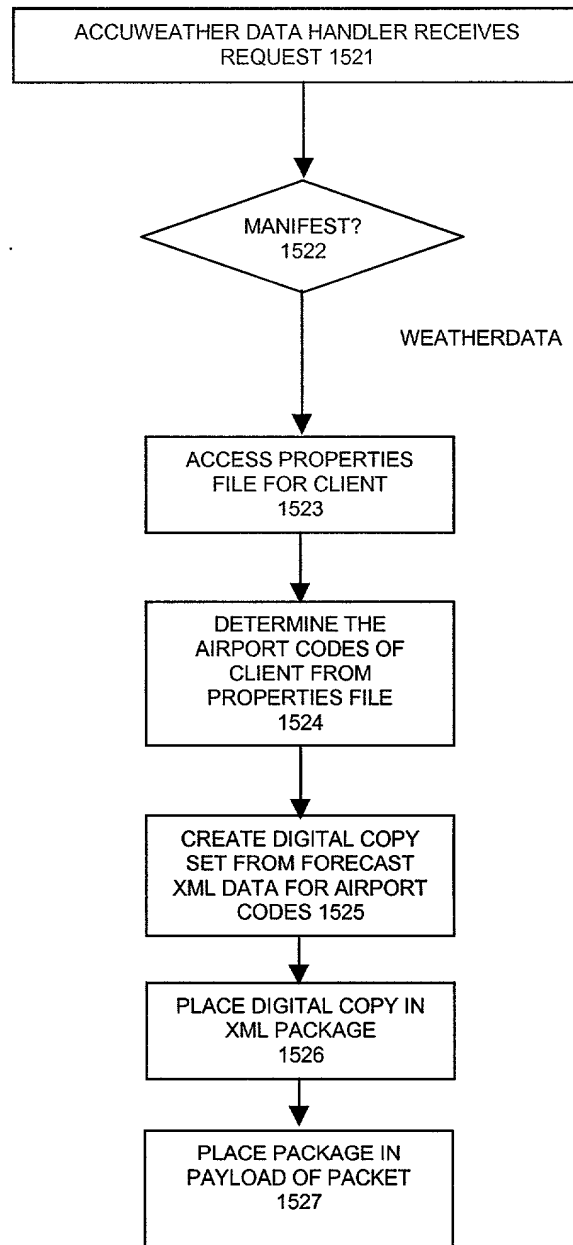 ACCUWEATHER DATA HANDLER RECEIVES
REQUEST 1521
MANIFEST?
1522
WEATHERDATA
ACCESS PROPERTIES
FILE FOR CLIENT
1523
DETERMINE THE
AIRPORT CODES OF
CLIENT FROM
PROPERTIES FILE
1524
CREATE DIGITAL COPY
SET FROM FORECAST
XML DATA FOR AIRPORT
CODES 1525
PLACE DIGITAL COPY IN
XML PACKAGE
1526
PLACE PACKAGE IN
PAYLOAD OF PACKET
1527